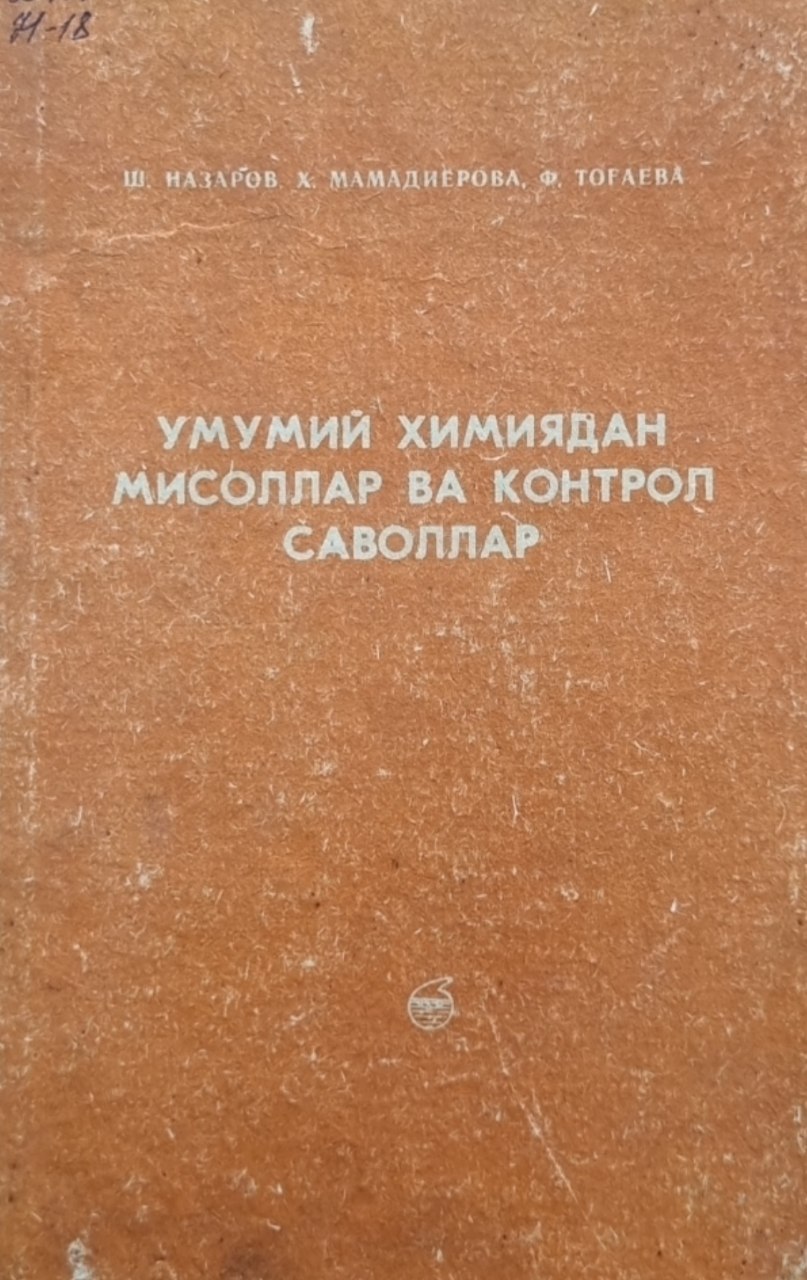 71-18
Ш. НАЗАРОВ, Х. МАМАДИЕРОВА, Ф. ТОГАЕВА
УМУМИЙ ХИМИЯДАН
МИСОЛЛАР ВА КОНТРОЛ
САВОЛЛАР